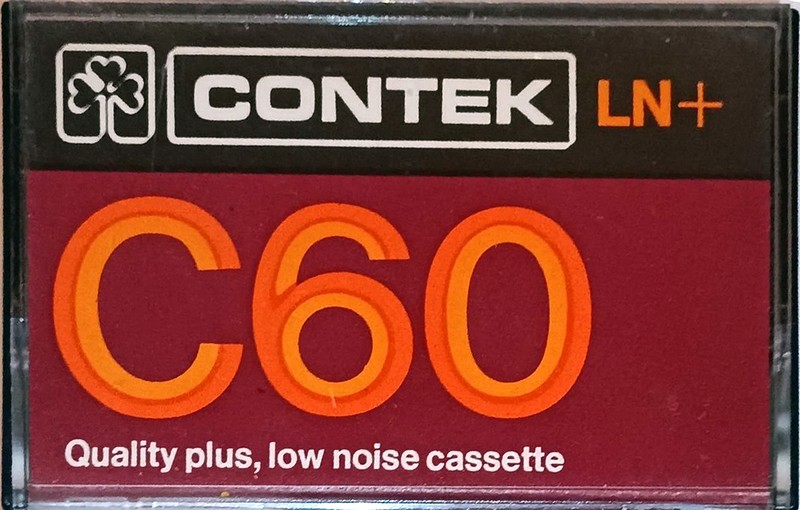 CONTEK LN+
C60
Quality plus, low noise cassette